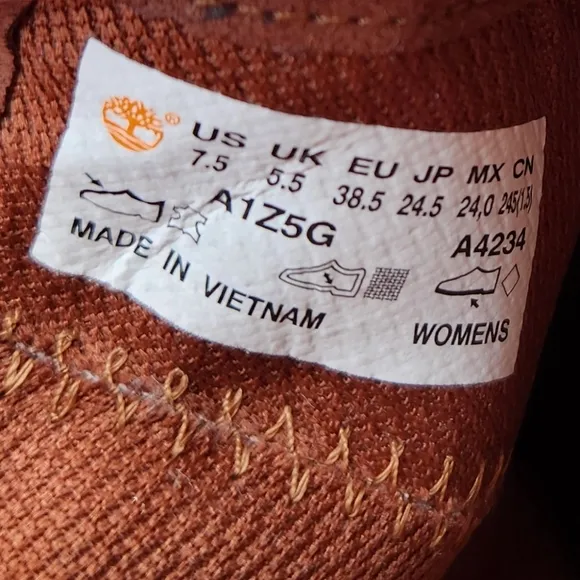 ®
US UK EU JP MX CN
7.5 5.5 38.5 24.5 24,0 245(1.5)
A1Z5G A4234
MADE IN VIETNAM WOMENS